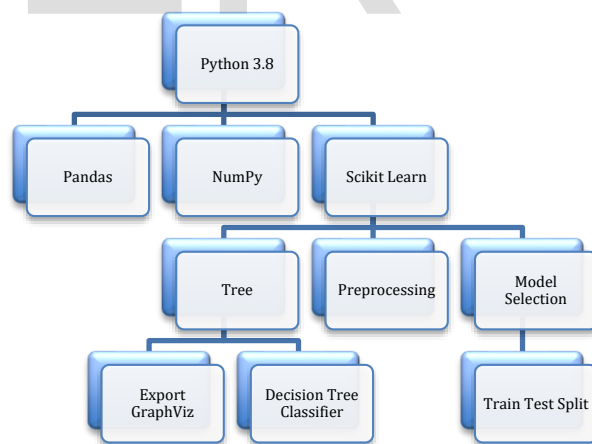 Python 3.8
Pandas
NumPy
Scikit Learn
Tree
Preprocessing
Model
Selection
Export
GraphViz
Decision Tree
Classifier
Train Test Split